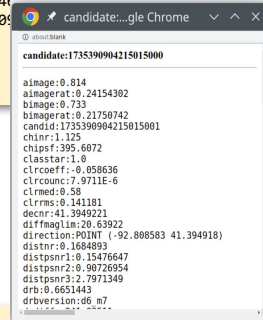 candidate:...gle Chrome
about:blank
candidate:1735390904215015000
aimage:0.814
aimagerat:0.24154302
bimage:0.733
bimagerat:0.21750742
candid:1735390904215015001
chinr:1.125
chipsf:395.6072
classtar:1.0
clrcoeff:-0.058636
clrcounc:7.9711E-6
clrmed:0.58
clrrms:0.141181
decnr:41.3949221
diffmaglim:20.63922
direction:POINT (-92.808583 41.394918)
distnr:0.1684893
distpsnr1:0.15476647
distpsnr2:0.90726954
distpsnr3:2.7971349
drb:0.6651443
drbversion:d6_m7